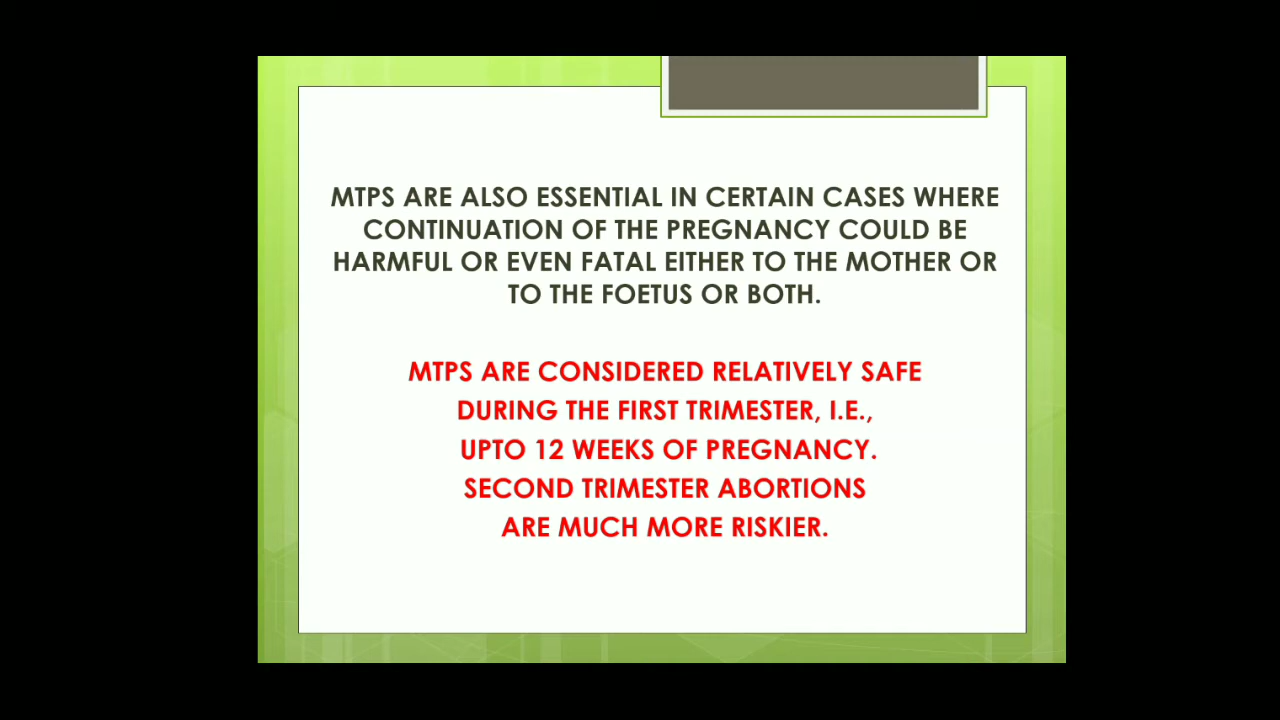 MTPS ARE ALSO ESSENTIAL IN CERTAIN CASES WHERE
CONTINUATION OF THE PREGNANCY COULD BE
HARMFUL OR EVEN FATAL EITHER TO THE MOTHER OR
TO THE FOETUS OR BOTH.
MTPS ARE CONSIDERED RELATIVELY SAFE
DURING THE FIRST TRIMESTER, I.E.,
UPTO 12 WEEKS OF PREGNANCY.
SECOND TRIMESTER ABORTIONS
ARE MUCH MORE RISKIER.